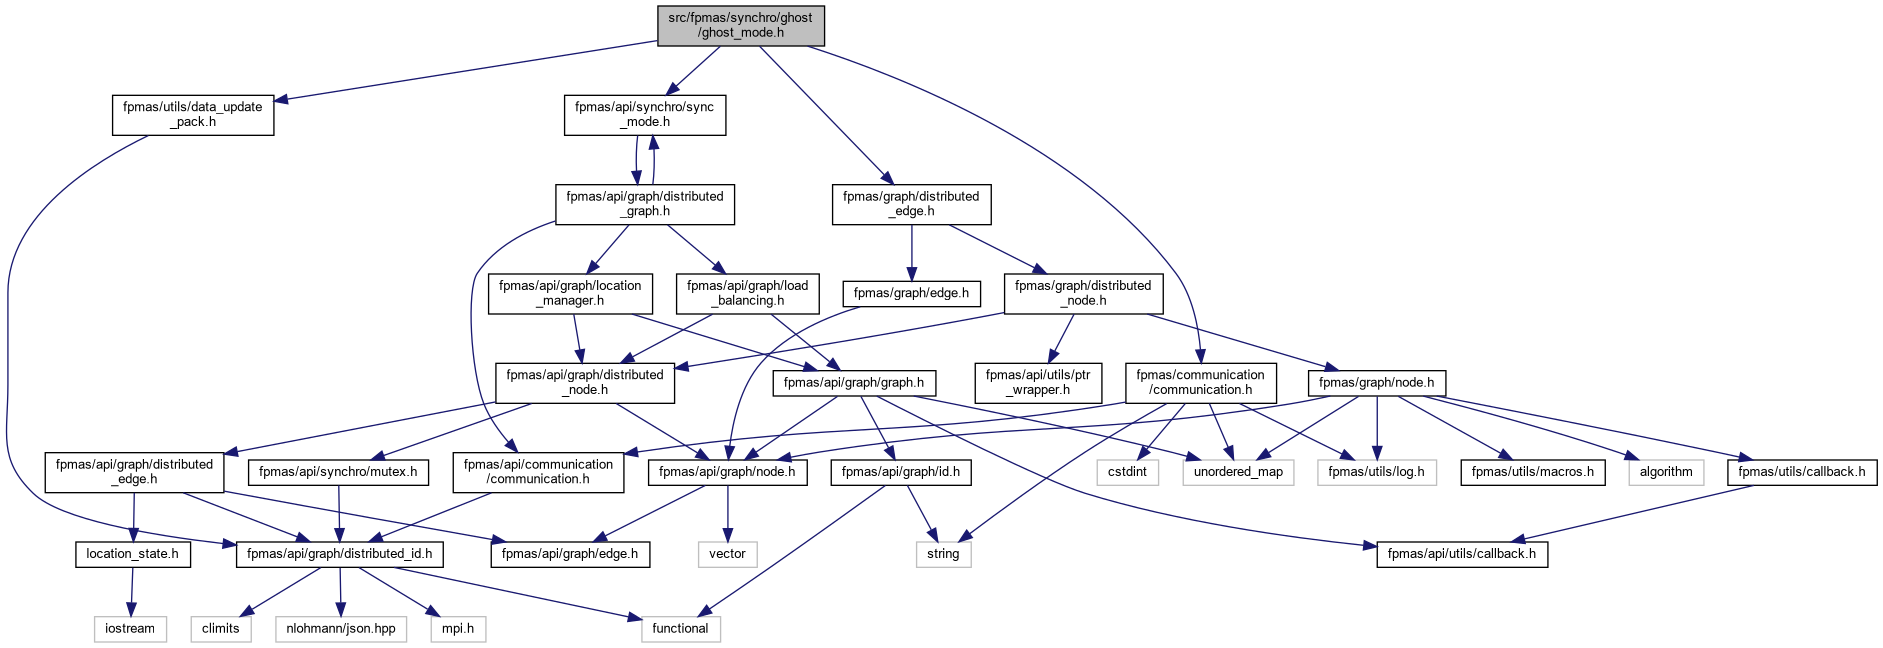 src/fpmas/synchro/ghost
/ghost_mode.h
fpmas/utils/data_update
_pack.h
fpmas/api/synchro/sync
_mode.h
fpmas/api/graph/distributed
_graph.h
fpmas/graph/distributed
_edge.h
fpmas/api/graph/location
_manager.h
fpmas/api/graph/load
_balancing.h
fpmas/graph/edge.h
fpmas/graph/distributed
_node.h
fpmas/api/graph/distributed
_node.h
fpmas/api/graph/graph.h
fpmas/api/utils/ptr
_wrapper.h
fpmas/communication
/communication.h
fpmas/graph/node.h
fpmas/api/graph/distributed
_edge.h
fpmas/api/synchro/mutex.h
fpmas/api/communication
/communication.h
fpmas/api/graph/node.h
fpmas/api/graph/id.h
cstdint
unordered_map
fpmas/utils/log.h
fpmas/utils/macros.h
algorithm
fpmas/utils/callback.h
location_state.h
fpmas/api/graph/distributed_id.h
fpmas/api/graph/edge.h
vector
string
fpmas/api/utils/callback.h
iostream
climits
nlohmann/json.hpp
mpi.h
functional